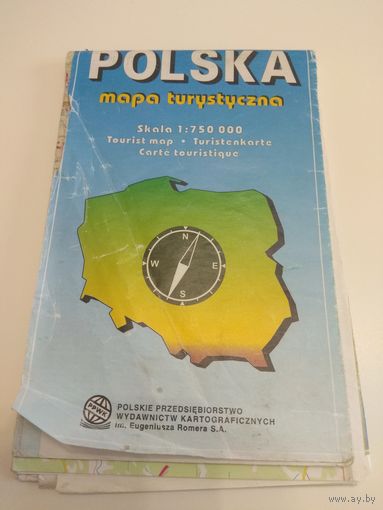 POLSKA
mapa turystyczna
Skala 1:750 000
Tourist map • Turistenkarte
Carte touristique
N
W E
S
PPWK
POLSKIE PRZEDSIĘBIORSTWO
WYDAWNICTW KARTOGRAFICZNYCH
im. Eugeniusza Romera S.A.
www.ay.by